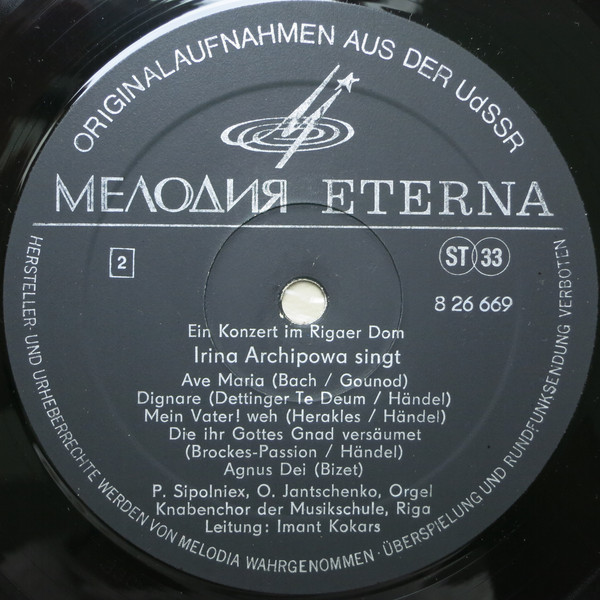 ORIGINALAUFNAHMEN AUS DER UdSSR
МЕЛОДИЯ ETERNA
2
ST 33
8 26 669
Ein Konzert im Rigaer Dom
Irina Archipowa singt
Ave Maria (Bach / Gounod)
Dignare (Dettinger Te Deum / Händel)
Mein Vater! weh (Herakles / Händel)
Die ihr Gottes Gnad versäumet
(Brockes-Passion / Händel)
Agnus Dei (Bizet)
P. Sipolniex, O. Jantschenko, Orgel
Knabenchor der Musikschule, Riga
Leitung: Imant Kokars
HERSTELLER- UND URHEBERRECHTE WERDEN VON MELODIA WAHRGENOMMEN · ÜBERSPIELUNG UND RUNDFUNKSENDUNG VERBOTEN